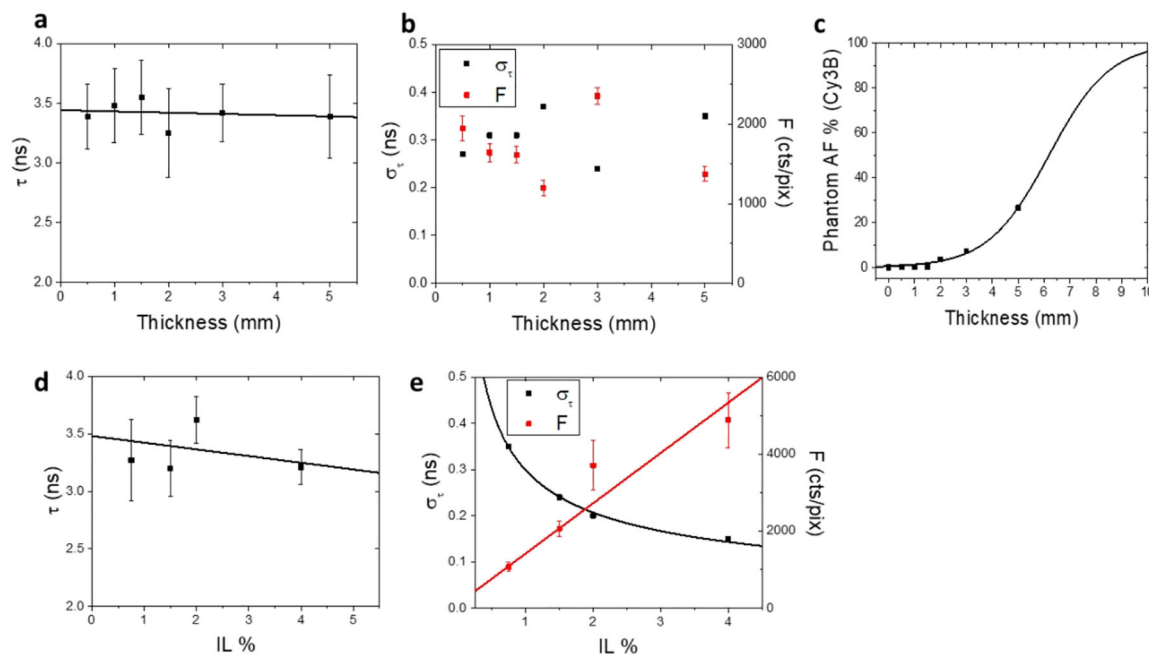 a
4.0
3.5
3.0
2.5
2.0
τ (ns)
0 1 2 3 4 5
Thickness (mm)
b
0.5
0.4
0.3
0.2
0.1
0.0
στ (ns)
στ
F
3000
2000
1000
0
F (cts/pix)
0 1 2 3 4 5
Thickness (mm)
c
100
80
60
40
20
0
Phantom AF % (Cy3B)
0 1 2 3 4 5 6 7 8 9 10
Thickness (mm)
d
4.0
3.5
3.0
2.5
2.0
τ (ns)
0 1 2 3 4 5
IL %
e
0.5
0.4
0.3
0.2
0.1
0.0
στ (ns)
στ
F
6000
4000
2000
0
F (cts/pix)
1 2 3 4
IL %